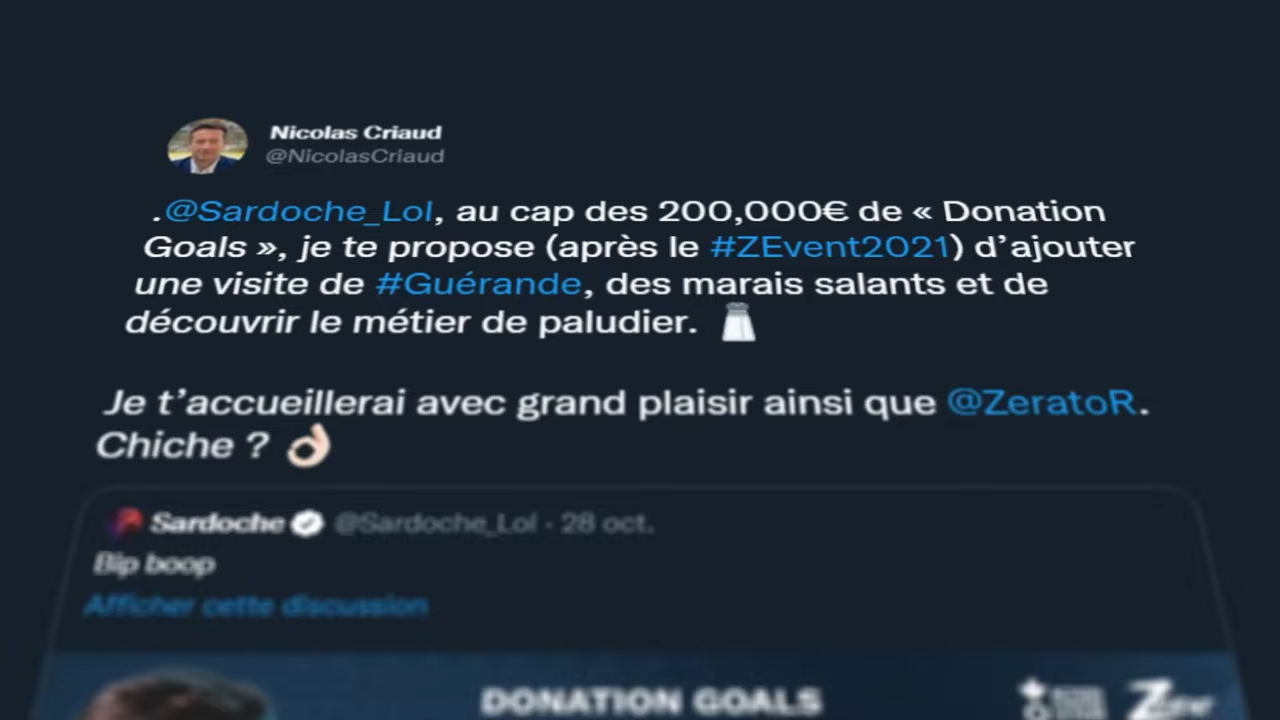 Nicolas Criaud
@NicolasCriaud
.@Sardoche_Lol, au cap des 200,000€ de « Donation
Goals », je te propose (après le #ZEvent2021) d’ajouter
une visite de #Guérande, des marais salants et de
découvrir le métier de paludier.
Je t’accueillerai avec grand plaisir ainsi que @ZeratoR.
Chiche ?
Sardoche @Sardoche_Lol · 28 oct.
Bip boop
Afficher cette discussion
DONATION GOALS